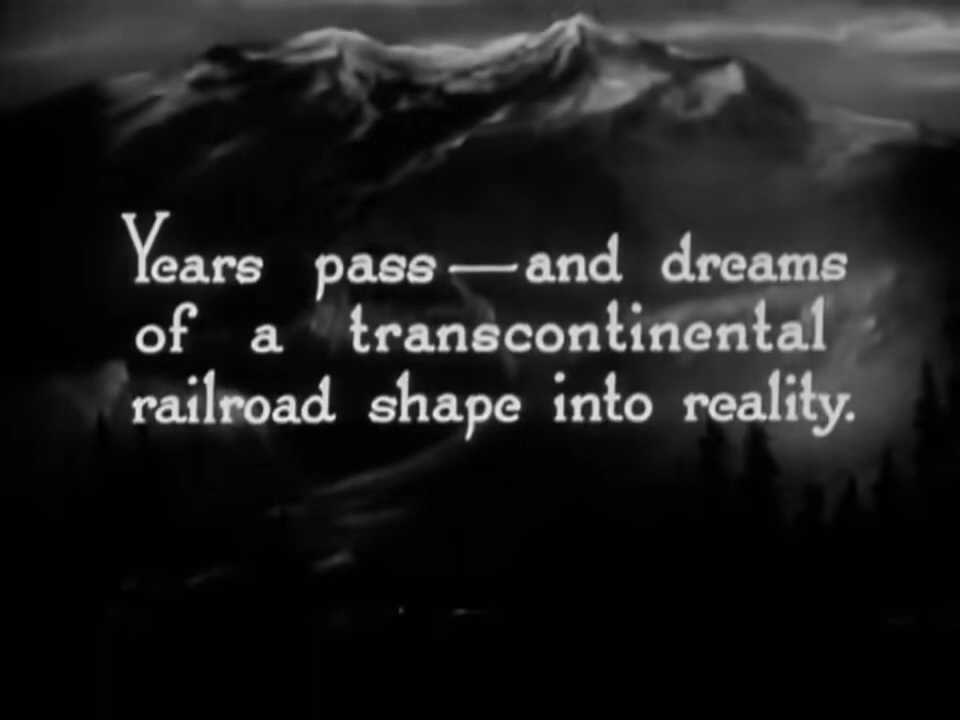 Years pass — and dreams
of a transcontinental
railroad shape into reality.